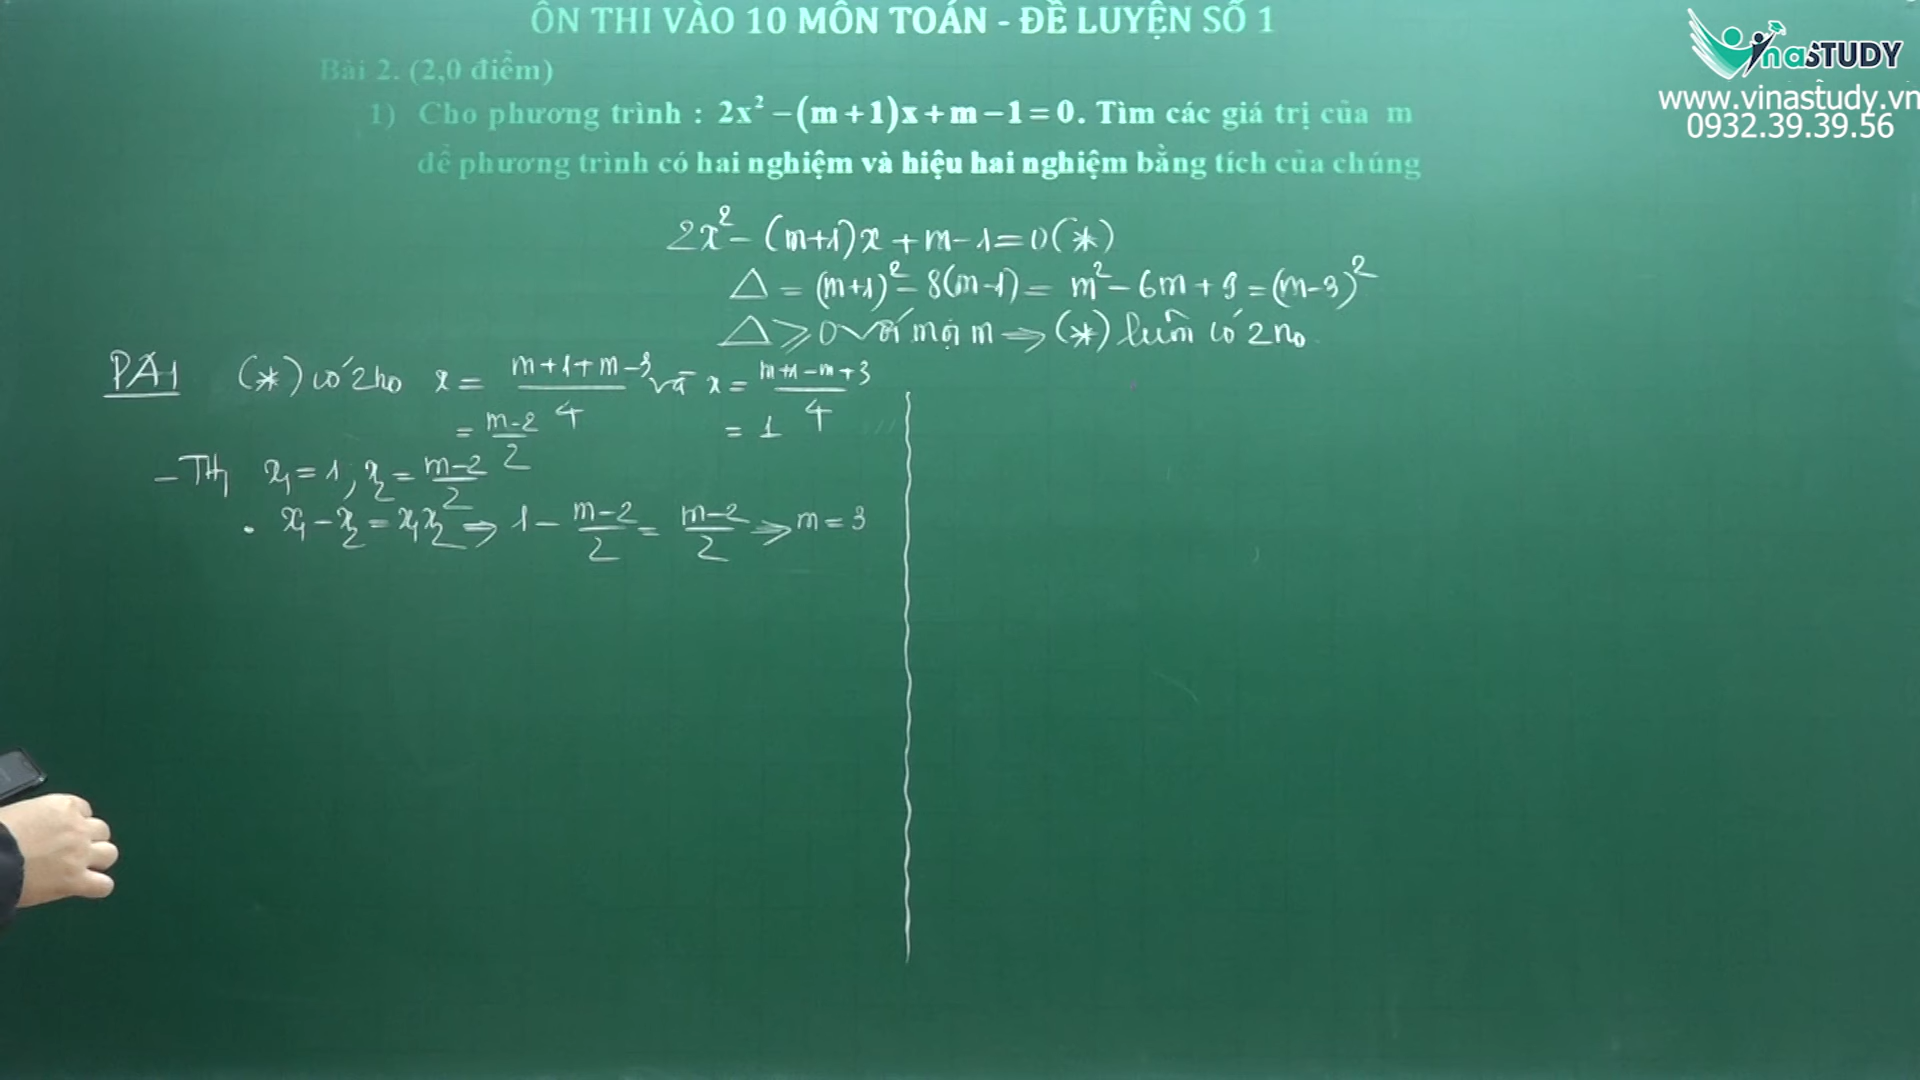 ÔN THI VÀO 10 MÔN TOÁN - ĐỀ LUYỆN SỐ 1
VinaSTUDY
www.vinastudy.vn
0932.39.39.56
Bài 2. (2,0 điểm)
1) Cho phương trình : 2x² – (m + 1)x + m – 1 = 0. Tìm các giá trị của m
để phương trình có hai nghiệm và hiệu hai nghiệm bằng tích của chúng
2x² - (m+1)x + m - 1 = 0 (*)
Δ = (m+1)² - 8(m-1) = m² - 6m + 9 = (m-3)²
Δ ≥ 0 với mọi m ⇒ (*) luôn có 2 no
PA1 (*) có 2 no x = (m+1+m-3)/4 và x = (m+1-m+3)/4
= (m-2)/2 = 1
- TH1 x₁ = 1 ; x₂ = (m-2)/2
• x₁ - x₂ = x₁x₂ ⇒ 1 - (m-2)/2 = (m-2)/2 ⇒ m = 3